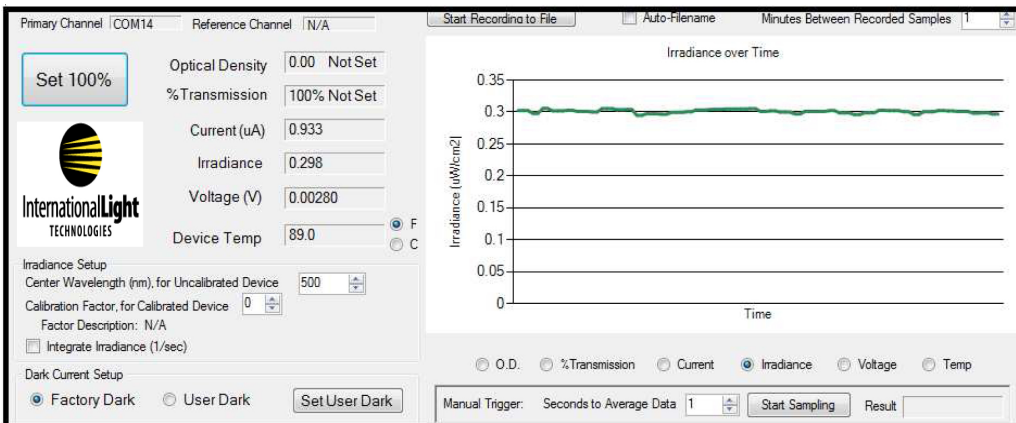 Primary Channel COM14 Reference Channel N/A
Start Recording to File Auto-Filename Minutes Between Recorded Samples 1
Set 100%
Optical Density 0.00 Not Set
%Transmission 100% Not Set
Current (uA) 0.933
Irradiance 0.298
Voltage (V) 0.00280
Device Temp 89.0
F
C
InternationalLight
TECHNOLOGIES
Irradiance Setup
Center Wavelength (nm), for Uncalibrated Device 500
Calibration Factor, for Calibrated Device 0
Factor Description: N/A
Integrate Irradiance (1/sec)
Dark Current Setup
Factory Dark User Dark Set User Dark
Irradiance over Time
Irradiance (uW/cm2)
0.35
0.3
0.25
0.2
0.15
0.1
0.05
0
Time
O.D. %Transmission Current Irradiance Voltage Temp
Manual Trigger: Seconds to Average Data 1 Start Sampling Result